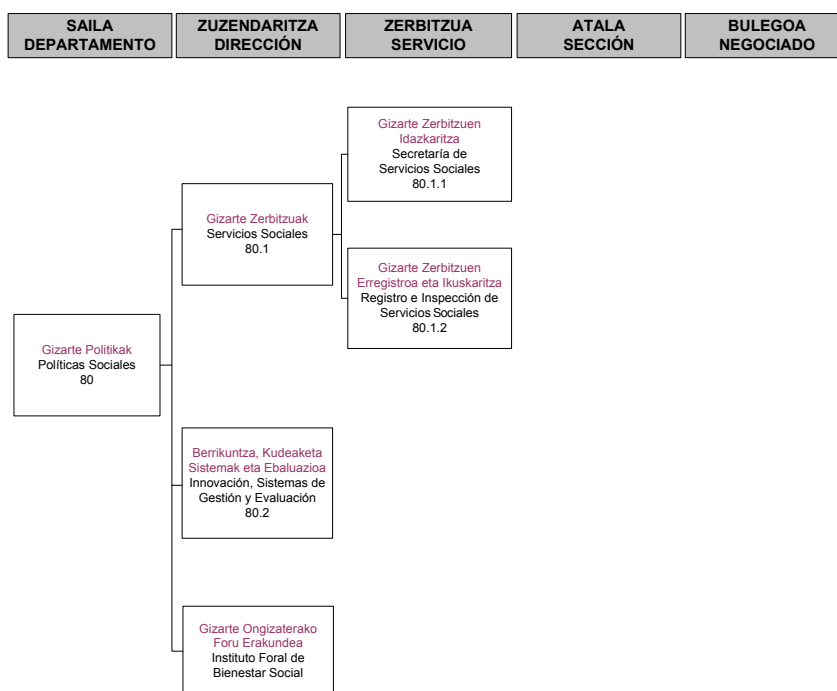 SAILA
DEPARTAMENTO
ZUZENDARITZA
DIRECCIÓN
ZERBITZUA
SERVICIO
ATALA
SECCIÓN
BULEGOA
NEGOCIADO
Gizarte Zerbitzuen
Idazkaritza
Secretaría de
Servicios Sociales
80.1.1
Gizarte Zerbitzuak
Servicios Sociales
80.1
Gizarte Zerbitzuen
Erregistroa eta Ikuskaritza
Registro e Inspección de
Servicios Sociales
80.1.2
Gizarte Politikak
Políticas Sociales
80
Berrikuntza, Kudeaketa
Sistemak eta Ebaluazioa
Innovación, Sistemas de
Gestión y Evaluación
80.2
Gizarte Ongizaterako
Foru Erakundea
Instituto Foral de
Bienestar Social